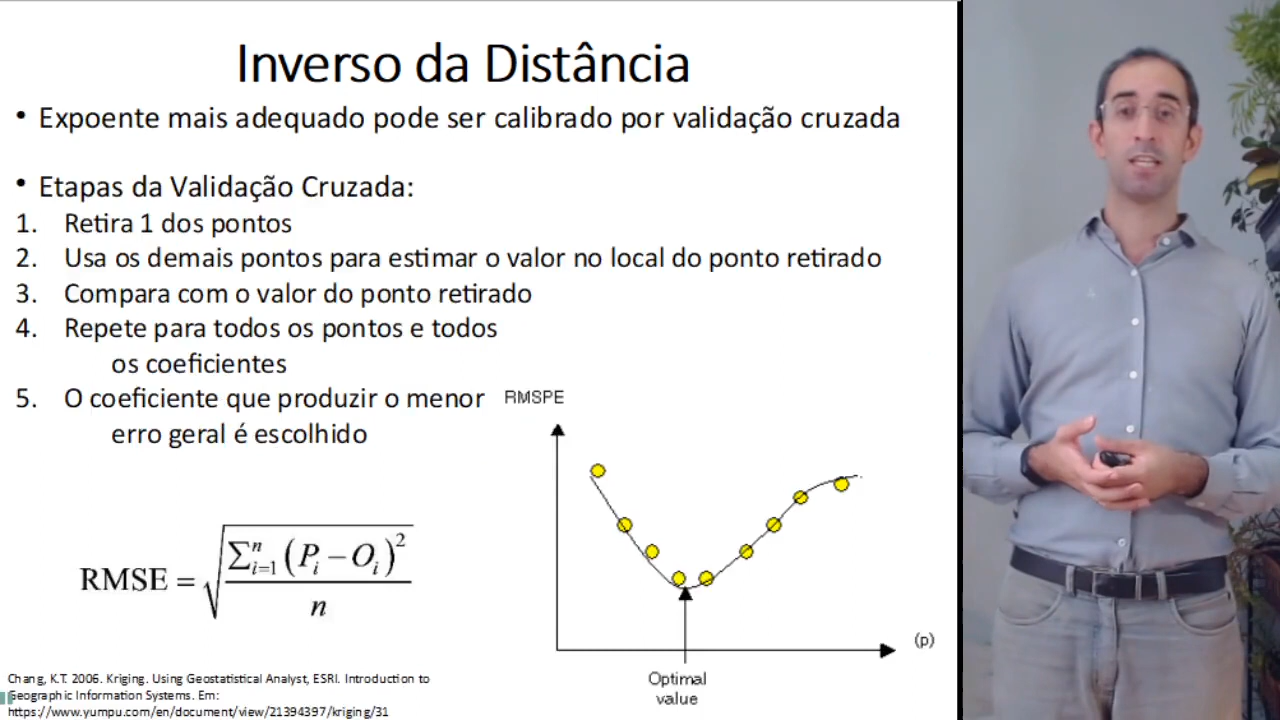 Inverso da Distância
• Expoente mais adequado pode ser calibrado por validação cruzada
• Etapas da Validação Cruzada:
1. Retira 1 dos pontos
2. Usa os demais pontos para estimar o valor no local do ponto retirado
3. Compara com o valor do ponto retirado
4. Repete para todos os pontos e todos
os coeficientes
5. O coeficiente que produzir o menor
erro geral é escolhido
RMSPE
RMSE = √(∑ⁿᵢ₌₁ (Pᵢ − Oᵢ)² / n)
(p)
Optimal
value
Chang, K.T. 2006. Kriging. Using Geostatistical Analyst, ESRI. Introduction to
Geographic Information Systems. Em:
https://www.yumpu.com/en/document/view/21394397/kriging/31